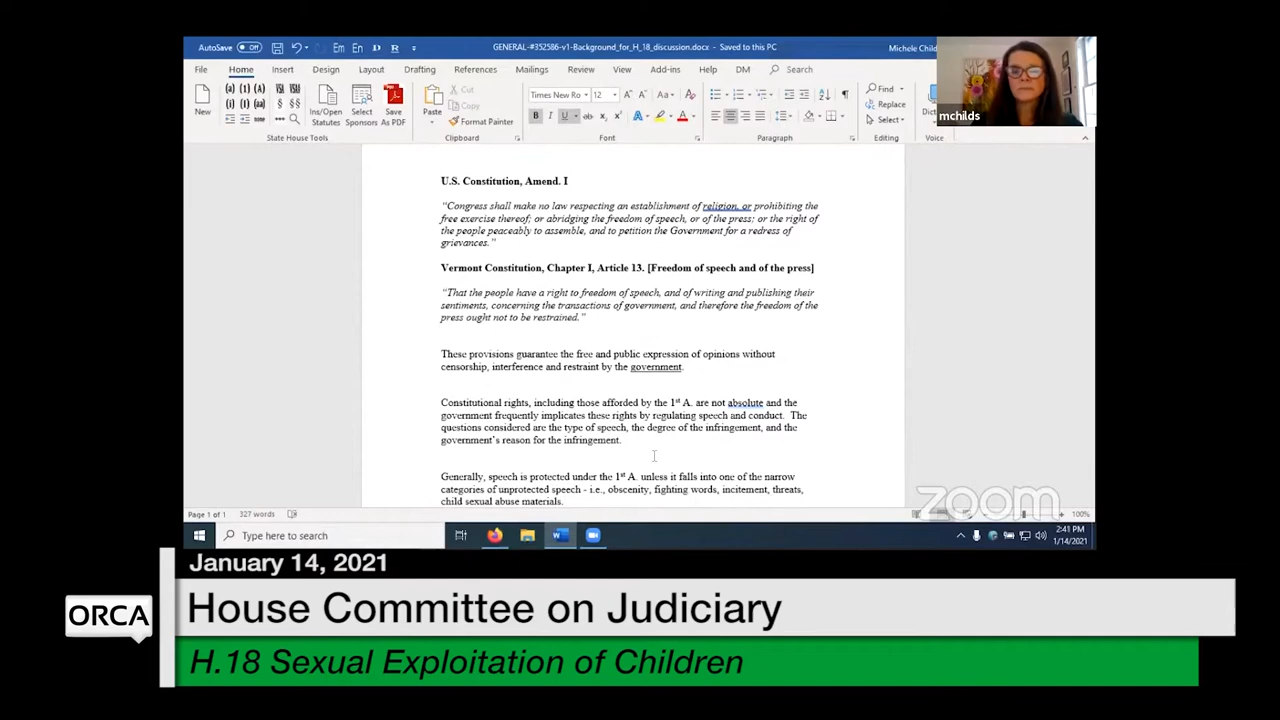 AutoSave Off Em En D R GENERAL-#352586-v1-Background_for_H_18_discussion.docx - Saved to this PC Michele Child
File Home Insert Design Layout Drafting References Mailings Review View Add-ins Help DM Search
New
Ins/Open Doc
Select Sponsors
Save As PDF
State House Tools
Paste
Cut
Copy
Format Painter
Clipboard
Times New Ro 12
Font
Paragraph
Find
Replace
Select
Editing
Voice
mchilds
U.S. Constitution, Amend. I
“Congress shall make no law respecting an establishment of religion, or prohibiting the
free exercise thereof; or abridging the freedom of speech, or of the press; or the right of
the people peaceably to assemble, and to petition the Government for a redress of
grievances.”
Vermont Constitution, Chapter I, Article 13. [Freedom of speech and of the press]
“That the people have a right to freedom of speech, and of writing and publishing their
sentiments, concerning the transactions of government, and therefore the freedom of the
press ought not to be restrained.”
These provisions guarantee the free and public expression of opinions without
censorship, interference and restraint by the government.
Constitutional rights, including those afforded by the 1st A. are not absolute and the
government frequently implicates these rights by regulating speech and conduct. The
questions considered are the type of speech, the degree of the infringement, and the
government’s reason for the infringement.
Generally, speech is protected under the 1st A. unless it falls into one of the narrow
categories of unprotected speech - i.e., obscenity, fighting words, incitement, threats,
child sexual abuse materials.
zoom
Page 1 of 1 327 words 100%
Type here to search
2:41 PM
1/14/2021
January 14, 2021
ORCA
House Committee on Judiciary
H.18 Sexual Exploitation of Children